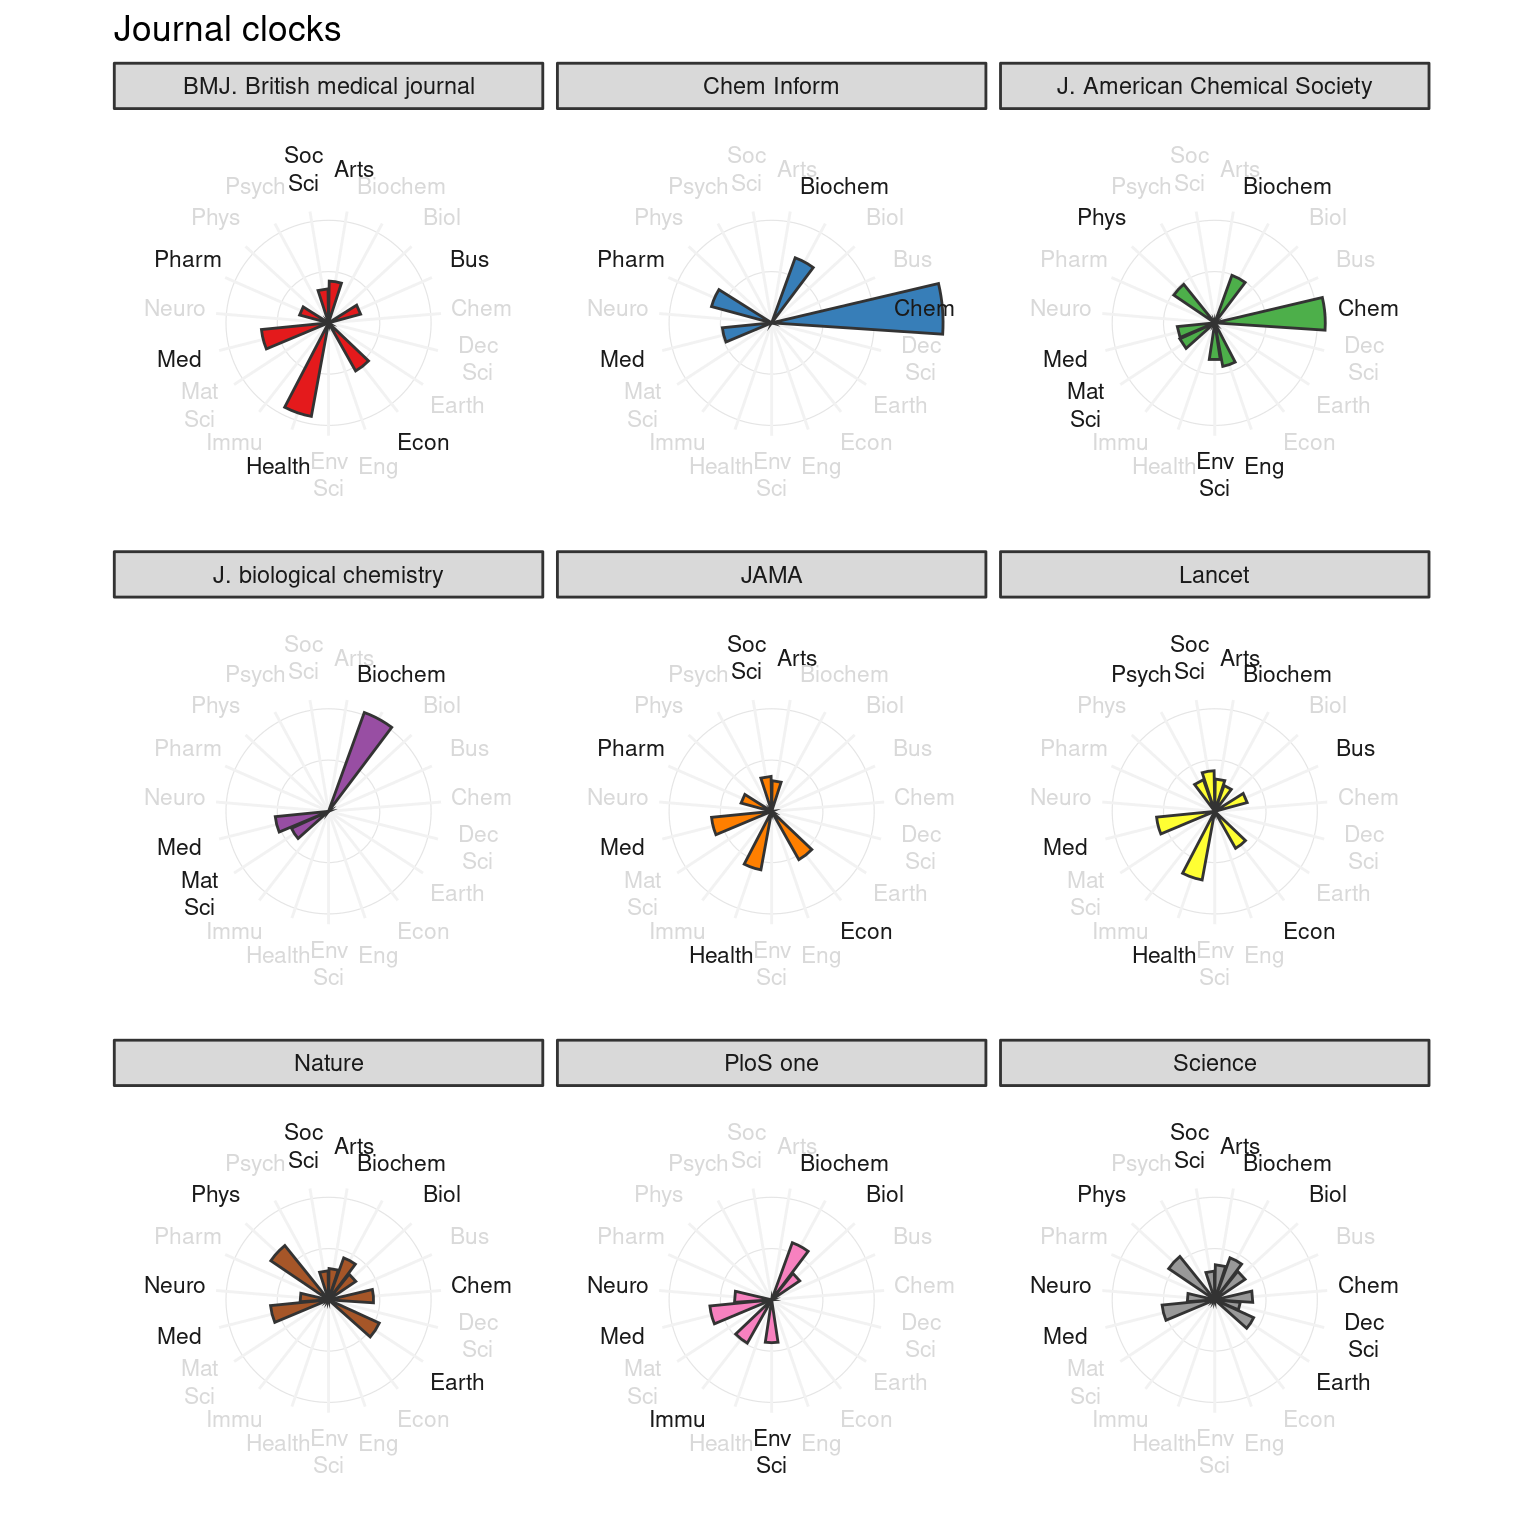 Journal clocks
BMJ. British medical journal
Soc
Sci
Arts
Biochem
Biol
Bus
Chem
Dec
Sci
Earth
Econ
Eng
Env
Sci
Health
Immu
Mat
Sci
Med
Neuro
Pharm
Phys
Psych
Chem Inform
Soc
Sci
Arts
Biochem
Biol
Bus
Chem
Dec
Sci
Earth
Econ
Eng
Env
Sci
Health
Immu
Mat
Sci
Med
Neuro
Pharm
Phys
Psych
J. American Chemical Society
Soc
Sci
Arts
Biochem
Biol
Bus
Chem
Dec
Sci
Earth
Econ
Eng
Env
Sci
Health
Immu
Mat
Sci
Med
Neuro
Pharm
Phys
Psych
J. biological chemistry
Soc
Sci
Arts
Biochem
Biol
Bus
Chem
Dec
Sci
Earth
Econ
Eng
Env
Sci
Health
Immu
Mat
Sci
Med
Neuro
Pharm
Phys
Psych
JAMA
Soc
Sci
Arts
Biochem
Biol
Bus
Chem
Dec
Sci
Earth
Econ
Eng
Env
Sci
Health
Immu
Mat
Sci
Med
Neuro
Pharm
Phys
Psych
Lancet
Soc
Sci
Arts
Biochem
Biol
Bus
Chem
Dec
Sci
Earth
Econ
Eng
Env
Sci
Health
Immu
Mat
Sci
Med
Neuro
Pharm
Phys
Psych
Nature
Soc
Sci
Arts
Biochem
Biol
Bus
Chem
Dec
Sci
Earth
Econ
Eng
Env
Sci
Health
Immu
Mat
Sci
Med
Neuro
Pharm
Phys
Psych
PloS one
Soc
Sci
Arts
Biochem
Biol
Bus
Chem
Dec
Sci
Earth
Econ
Eng
Env
Sci
Health
Immu
Mat
Sci
Med
Neuro
Pharm
Phys
Psych
Science
Soc
Sci
Arts
Biochem
Biol
Bus
Chem
Dec
Sci
Earth
Econ
Eng
Env
Sci
Health
Immu
Mat
Sci
Med
Neuro
Pharm
Phys
Psych